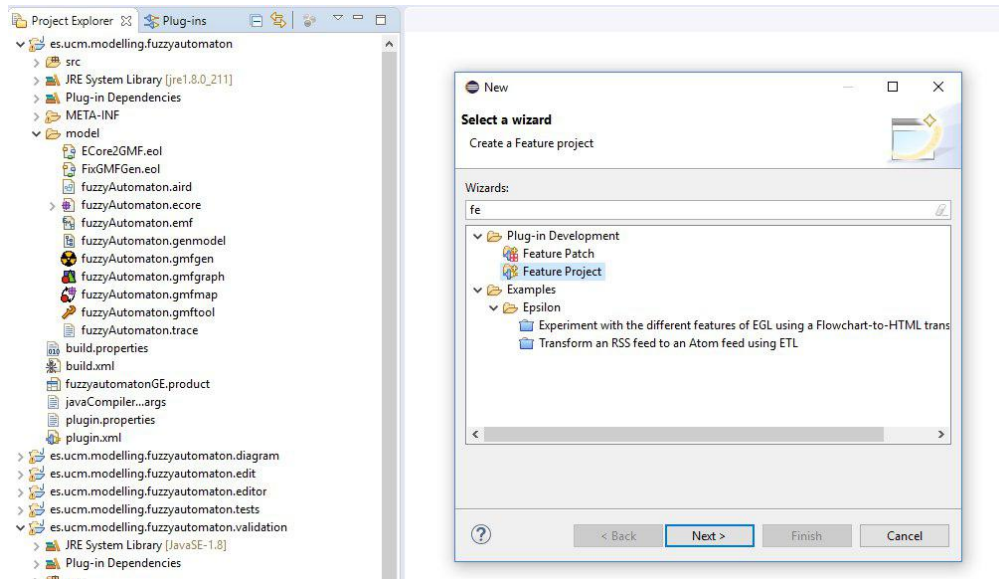 Project Explorer
Plug-ins
es.ucm.modelling.fuzzyautomaton
src
JRE System Library [jre1.8.0_211]
Plug-in Dependencies
META-INF
model
ECore2GMF.eol
FixGMFGen.eol
fuzzyAutomaton.aird
fuzzyAutomaton.ecore
fuzzyAutomaton.emf
fuzzyAutomaton.genmodel
fuzzyAutomaton.gmfgen
fuzzyAutomaton.gmfgraph
fuzzyAutomaton.gmfmap
fuzzyAutomaton.gmftool
fuzzyAutomaton.trace
build.properties
build.xml
fuzzyautomatonGE.product
javaCompiler...args
plugin.properties
plugin.xml
es.ucm.modelling.fuzzyautomaton.diagram
es.ucm.modelling.fuzzyautomaton.edit
es.ucm.modelling.fuzzyautomaton.editor
es.ucm.modelling.fuzzyautomaton.tests
es.ucm.modelling.fuzzyautomaton.validation
JRE System Library [JavaSE-1.8]
Plug-in Dependencies
New
Select a wizard
Create a Feature project
Wizards:
fe
Plug-in Development
Feature Patch
Feature Project
Examples
Epsilon
Experiment with the different features of EGL using a Flowchart-to-HTML trans
Transform an RSS feed to an Atom feed using ETL
< Back
Next >
Finish
Cancel